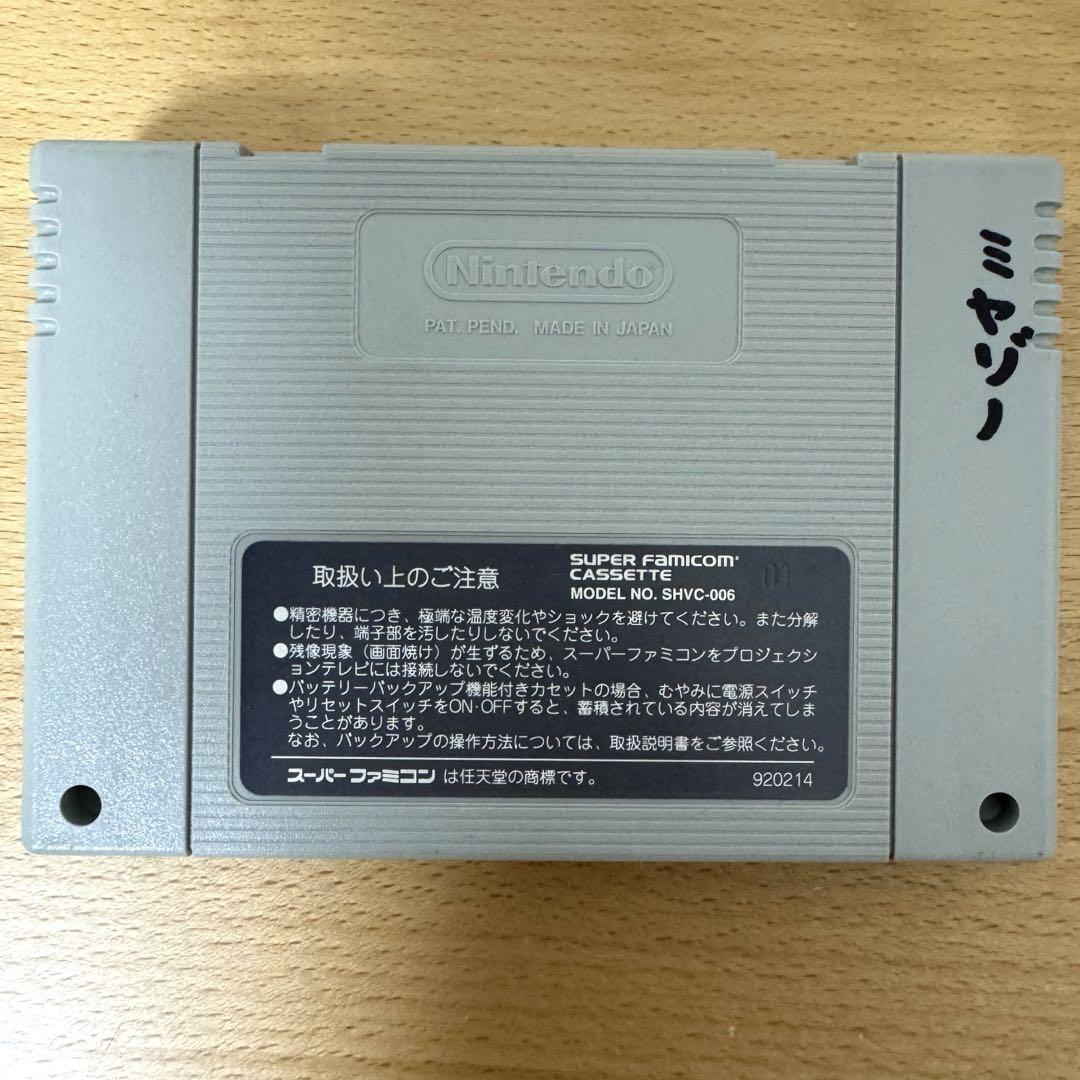 Nintendo®
PAT. PEND. MADE IN JAPAN
ミヤゾノ
取扱い上のご注意
SUPER FAMICOM®
CASSETTE
MODEL NO. SHVC-006
●精密機器につき、極端な温度変化やショックを避けてください。また分解
したり、端子部を汚したりしないでください。
●残像現象（画面焼け）が生ずるため、スーパーファミコンをプロジェクシ
ョンテレビには接続しないでください。
●バッテリーバックアップ機能付きカセットの場合、むやみに電源スイッチ
やリセットスイッチをON·OFFすると、蓄積されている内容が消えてしま
うことがあります。
なお、バックアップの操作方法については、取扱説明書をご参照ください。
スーパーファミコン は任天堂の商標です。
920214